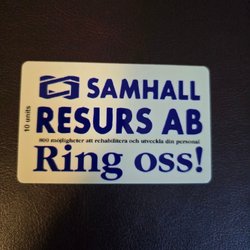 SAMHALL
RESURS AB
800 möjligheter att rehabilitera och utveckla din personal
Ring oss!
10 units